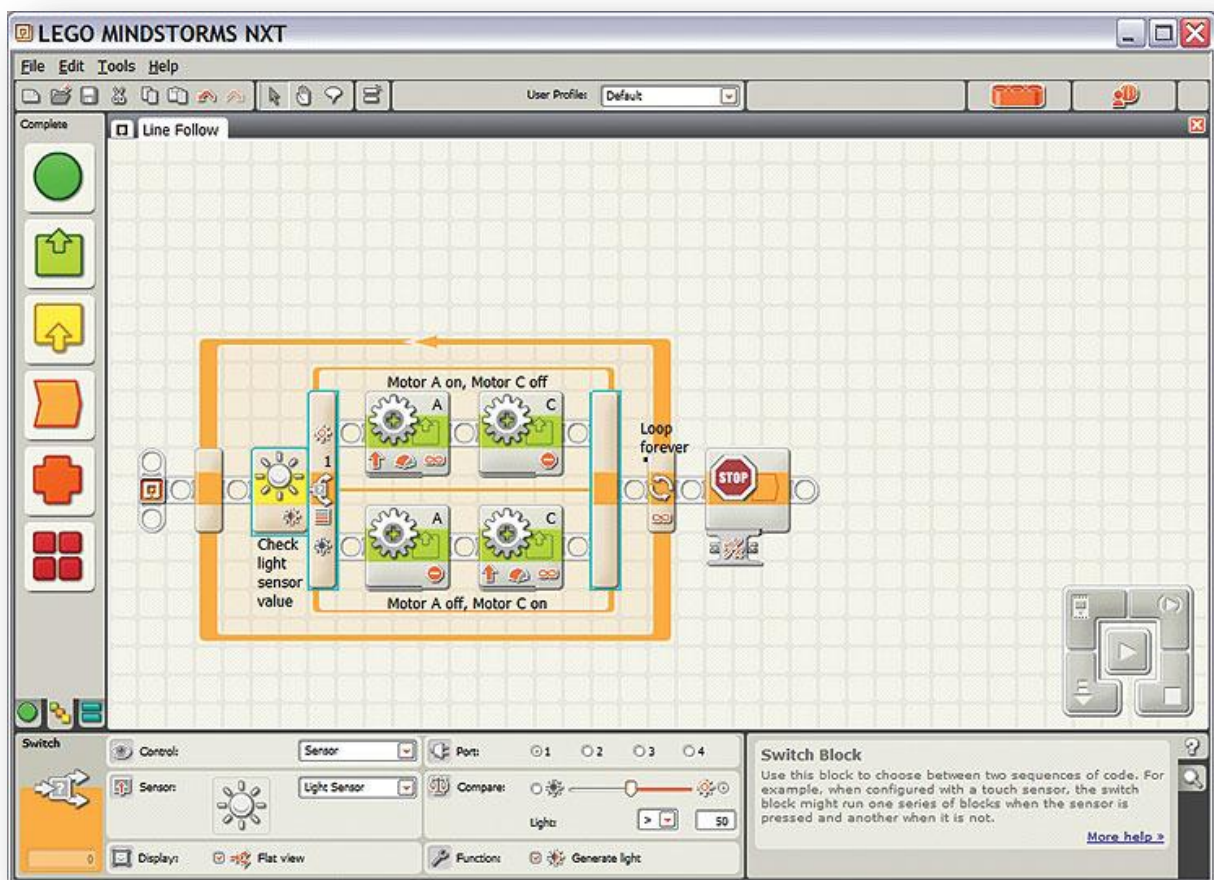 LEGO MINDSTORMS NXT
File Edit Tools Help
User Profile: Default
Complete
Line Follow
Motor A on, Motor C off
A
C
Loop
forever
1
STOP
A
C
Check
light
sensor
value
Motor A off, Motor C on
Switch
Control: Sensor
Port: 1 2 3 4
Sensor: Light Sensor
Compare:
Light: > 50
Display: Flat view
Function: Generate light
0
Switch Block
Use this block to choose between two sequences of code. For
example, when configured with a touch sensor, the switch
block might run one series of blocks when the sensor is
pressed and another when it is not.
More help »
?